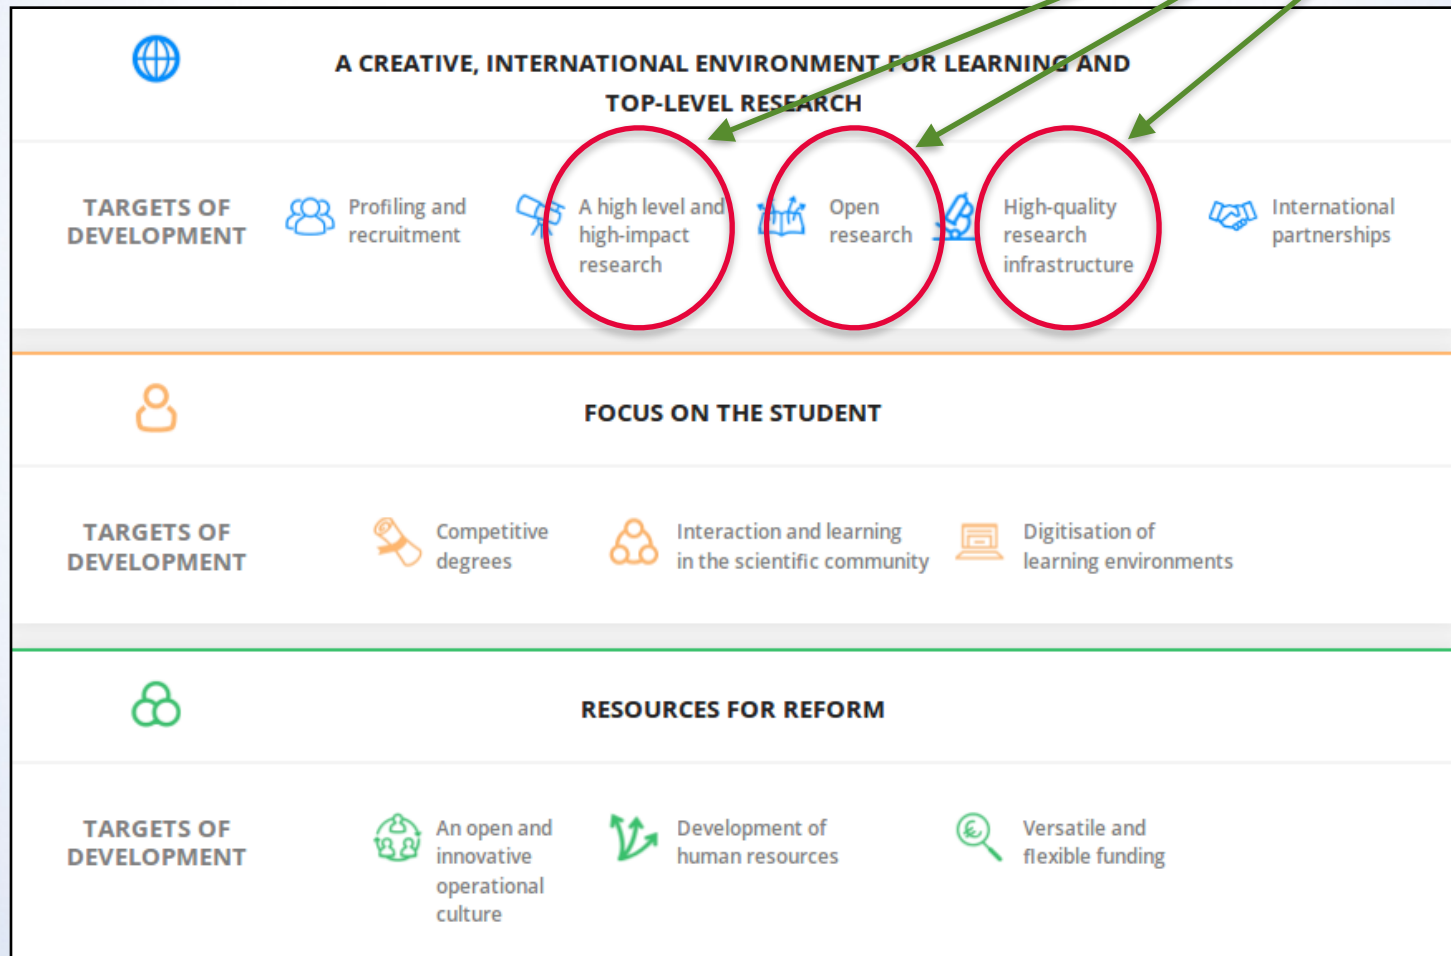 A CREATIVE, INTERNATIONAL ENVIRONMENT FOR LEARNING AND
TOP-LEVEL RESEARCH
TARGETS OF
DEVELOPMENT
Profiling and
recruitment
A high level and
high-impact
research
Open
research
High-quality
research
infrastructure
International
partnerships
FOCUS ON THE STUDENT
TARGETS OF
DEVELOPMENT
Competitive
degrees
Interaction and learning
in the scientific community
Digitisation of
learning environments
RESOURCES FOR REFORM
TARGETS OF
DEVELOPMENT
An open and
innovative
operational
culture
Development of
human resources
Versatile and
flexible funding